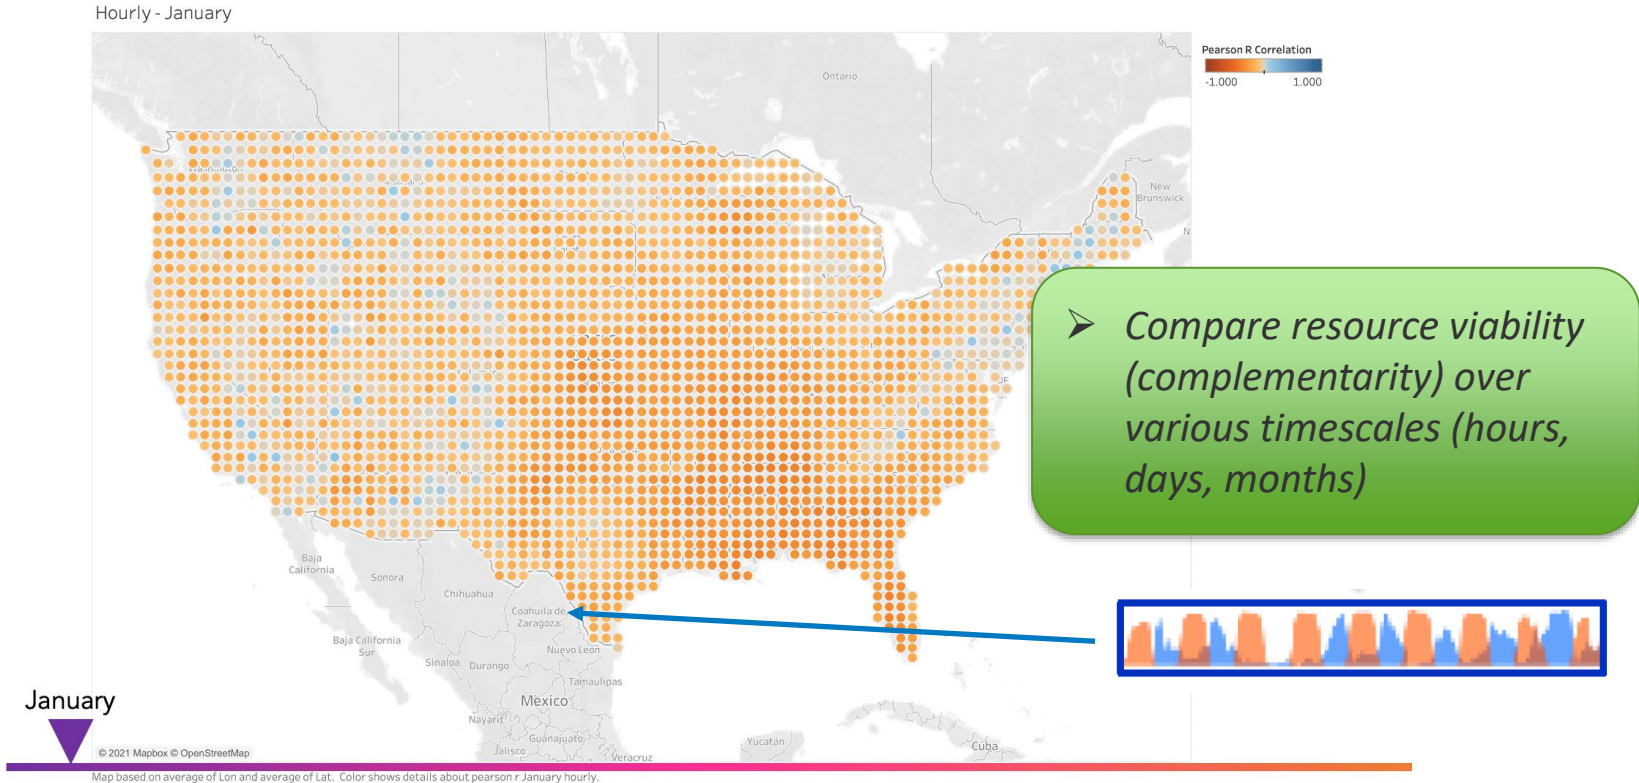 Hourly - January
Pearson R Correlation
-1.000 1.000
Ontario
New
Brunswick
Washington
➢ Compare resource viability
(complementarity) over
various timescales (hours,
days, months)
Baja
California
Sonora
Chihuahua
Coahuila de
Zaragoza
Baja California
Sur
Nuevo León
Sinaloa
Durango
Tamaulipas
January
México
Nayarit
Guanajuato
Yucatán
Cuba
Jalisco
Veracruz
© 2021 Mapbox © OpenStreetMap
Map based on average of Lon and average of Lat. Color shows details about pearson r January hourly.